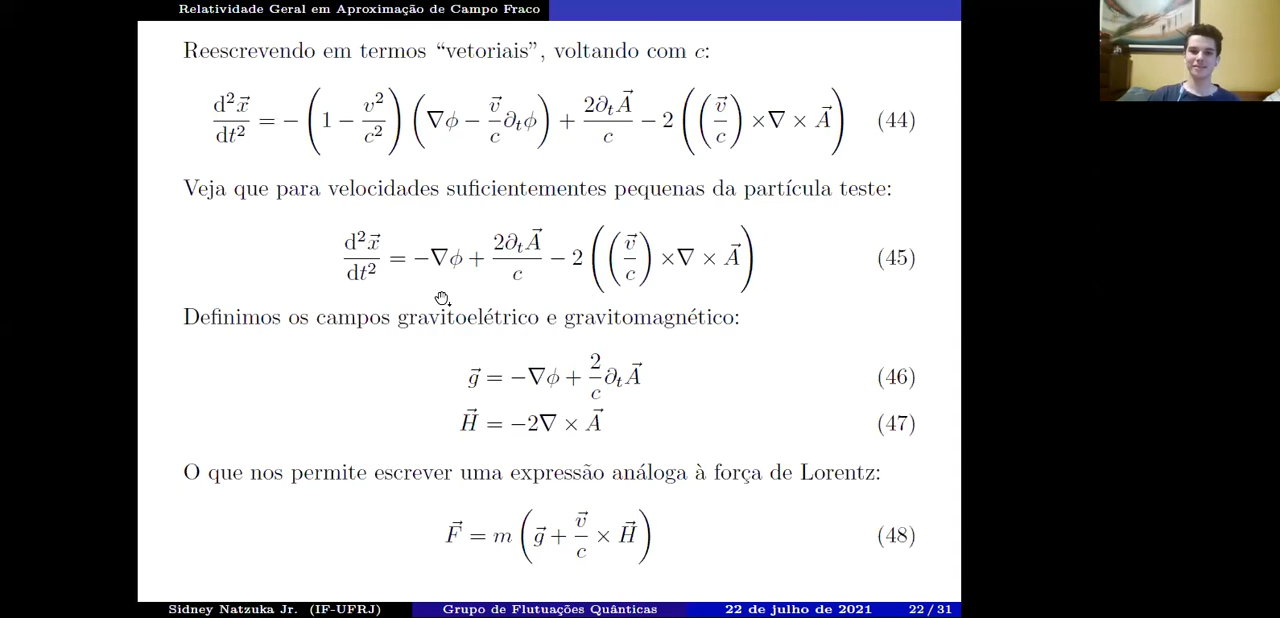 Relatividade Geral em Aproximação de Campo Fraco
Reescrevendo em termos “vetoriais”, voltando com c:
d²x⃗/dt² = −(1 − v²/c²)(∇ϕ − v⃗/c ∂ₜϕ) + 2∂ₜA⃗/c − 2((v⃗/c) ×∇ × A⃗) (44)
Veja que para velocidades suficientementes pequenas da partícula teste:
d²x⃗/dt² = −∇ϕ + 2∂ₜA⃗/c − 2((v⃗/c) ×∇ × A⃗) (45)
Definimos os campos gravitoelétrico e gravitomagnético:
g⃗ = −∇ϕ + 2/c ∂ₜA⃗ (46)
H⃗ = −2∇ × A⃗ (47)
O que nos permite escrever uma expressão análoga à força de Lorentz:
F⃗ = m(g⃗ + v⃗/c × H⃗) (48)
Sidney Natzuka Jr. (IF-UFRJ) Grupo de Flutuações Quânticas 22 de julho de 2021 22 / 31